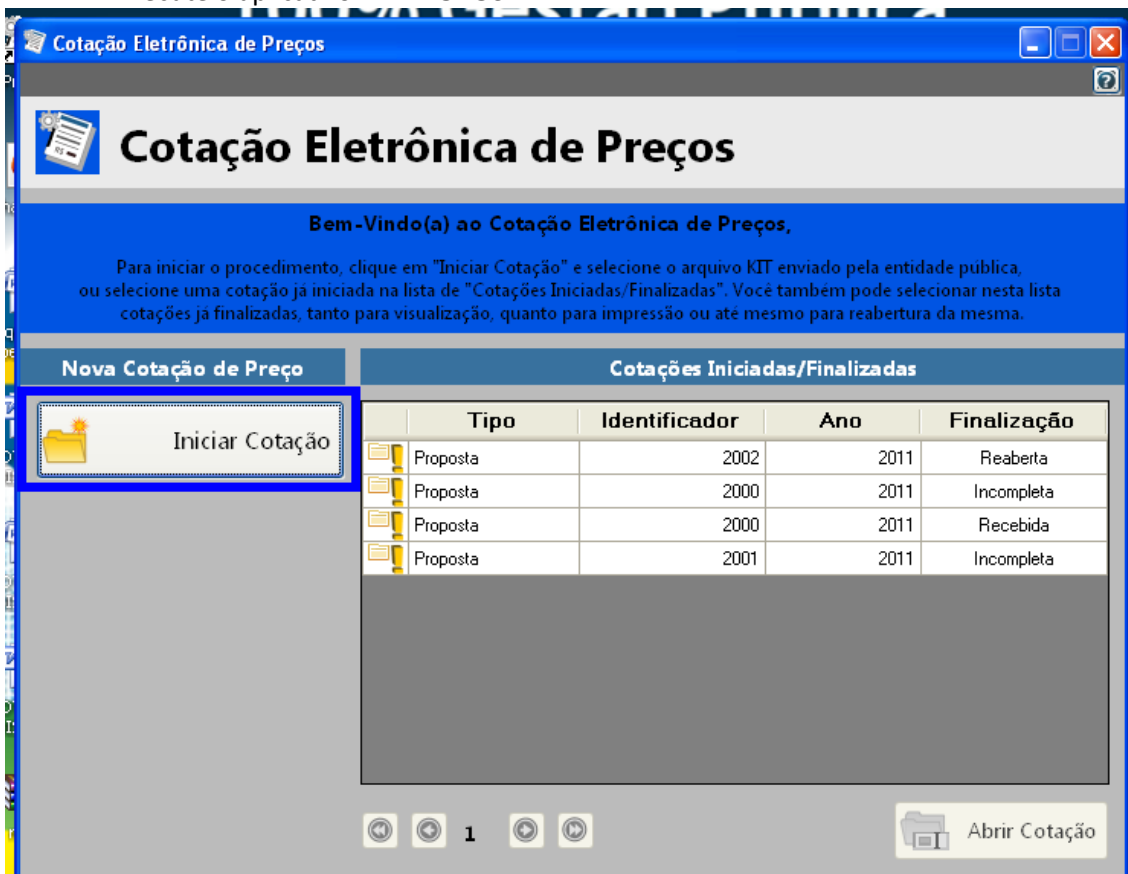 Cotação Eletrônica de Preços
Cotação Eletrônica de Preços
Bem-Vindo(a) ao Cotação Eletrônica de Preços,
Para iniciar o procedimento, clique em "Iniciar Cotação" e selecione o arquivo KIT enviado pela entidade pública,
ou selecione uma cotação já iniciada na lista de "Cotações Iniciadas/Finalizadas". Você também pode selecionar nesta lista
cotações já finalizadas, tanto para visualização, quanto para impressão ou até mesmo para reabertura da mesma.
Nova Cotação de Preço
Cotações Iniciadas/Finalizadas
Iniciar Cotação
Tipo Identificador Ano Finalização
Proposta 2002 2011 Reaberta
Proposta 2000 2011 Incompleta
Proposta 2000 2011 Recebida
Proposta 2001 2011 Incompleta
1
Abrir Cotação